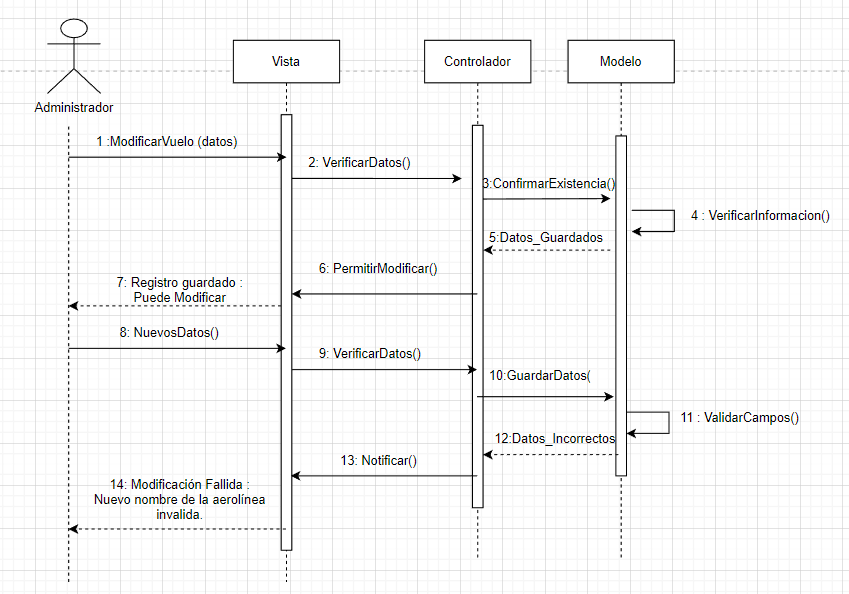 Vista
Controlador
Modelo
Administrador
1 :ModificarVuelo (datos)
2: VerificarDatos()
3:ConfirmarExistencia()
4 : VerificarInformacion()
5:Datos_Guardados
6: PermitirModificar()
7: Registro guardado :
Puede Modificar
8: NuevosDatos()
9: VerificarDatos()
10:GuardarDatos(
11 : ValidarCampos()
12:Datos_Incorrectos
13: Notificar()
14: Modificación Fallida :
Nuevo nombre de la aerolínea
invalida.